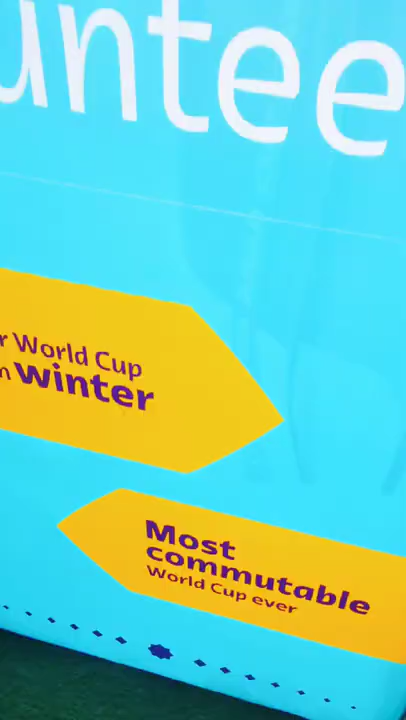 untee
r World Cup
n winter
Most
commutable
World Cup ever